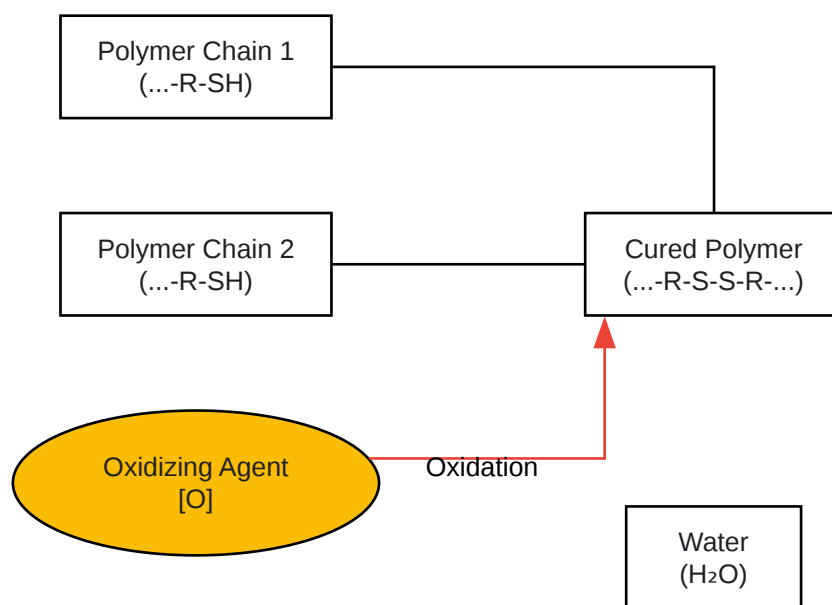 Polymer Chain 1
(...-R-SH)
Polymer Chain 2
(...-R-SH)
Cured Polymer
(...-R-S-S-R-...)
Oxidizing Agent
[O]
Oxidation
Water
(H₂O)